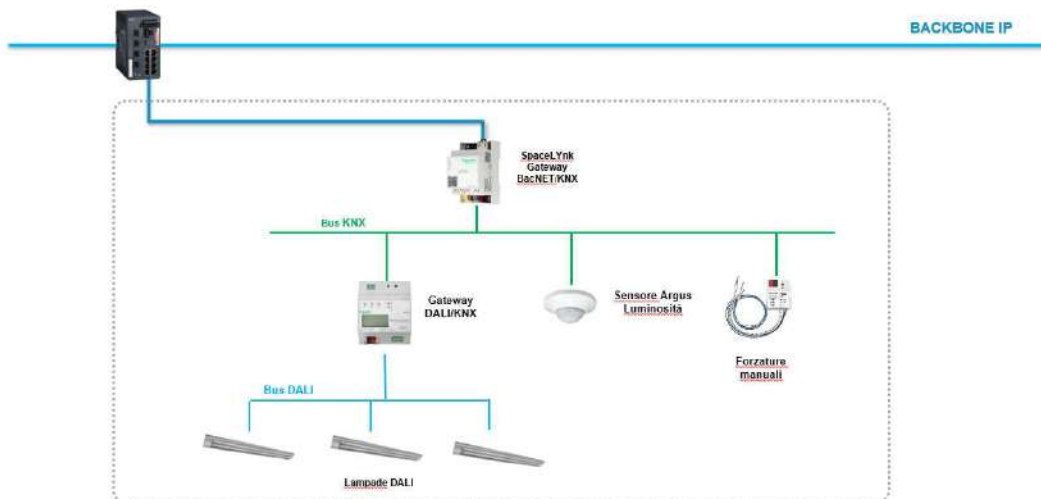 BACKBONE IP
SpaceLYnk
Gateway
BacNET/KNX
Bus KNX
Gateway
DALI/KNX
Sensore Argus
Luminosità
Forzature
manuali
Bus DALI
Lampade DALI